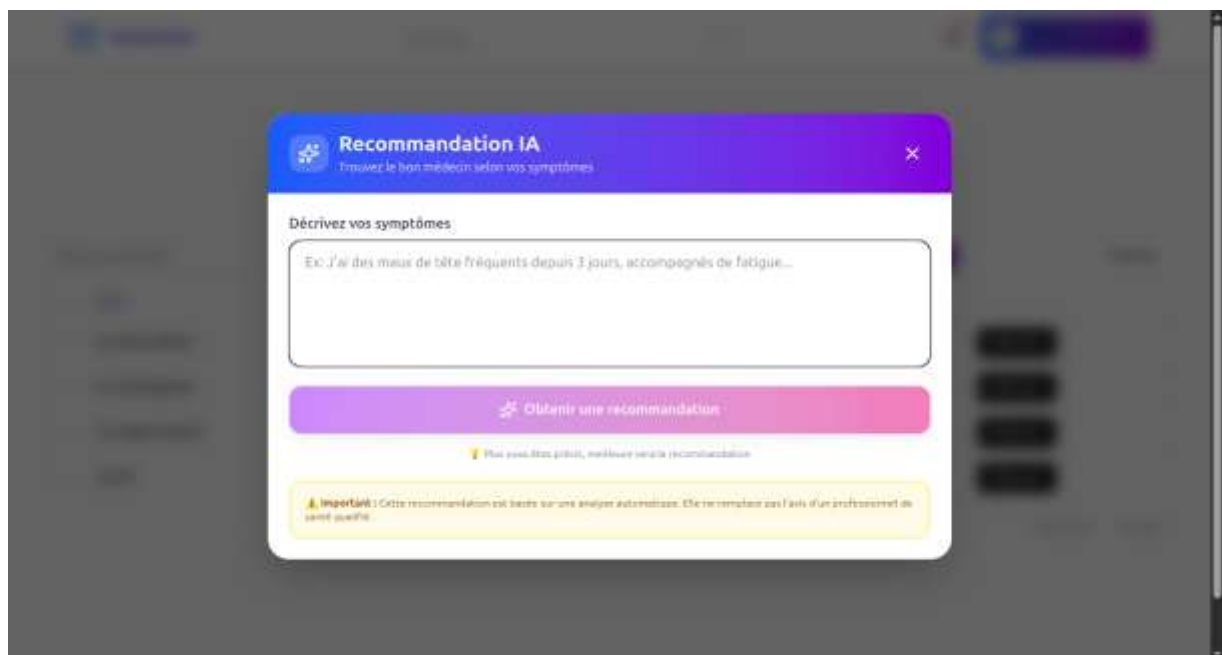 Recommandation IA
Trouvez le bon médecin selon vos symptômes
Décrivez vos symptômes
Ex: J'ai des maux de tête fréquents depuis 3 jours, accompagnés de fatigue...
Obtenir une recommandation
Plus vous êtes précis, meilleure sera la recommandation
Important : Cette recommandation est basée sur une analyse automatique. Elle ne remplace pas l'avis d'un professionnel de
santé qualifié.